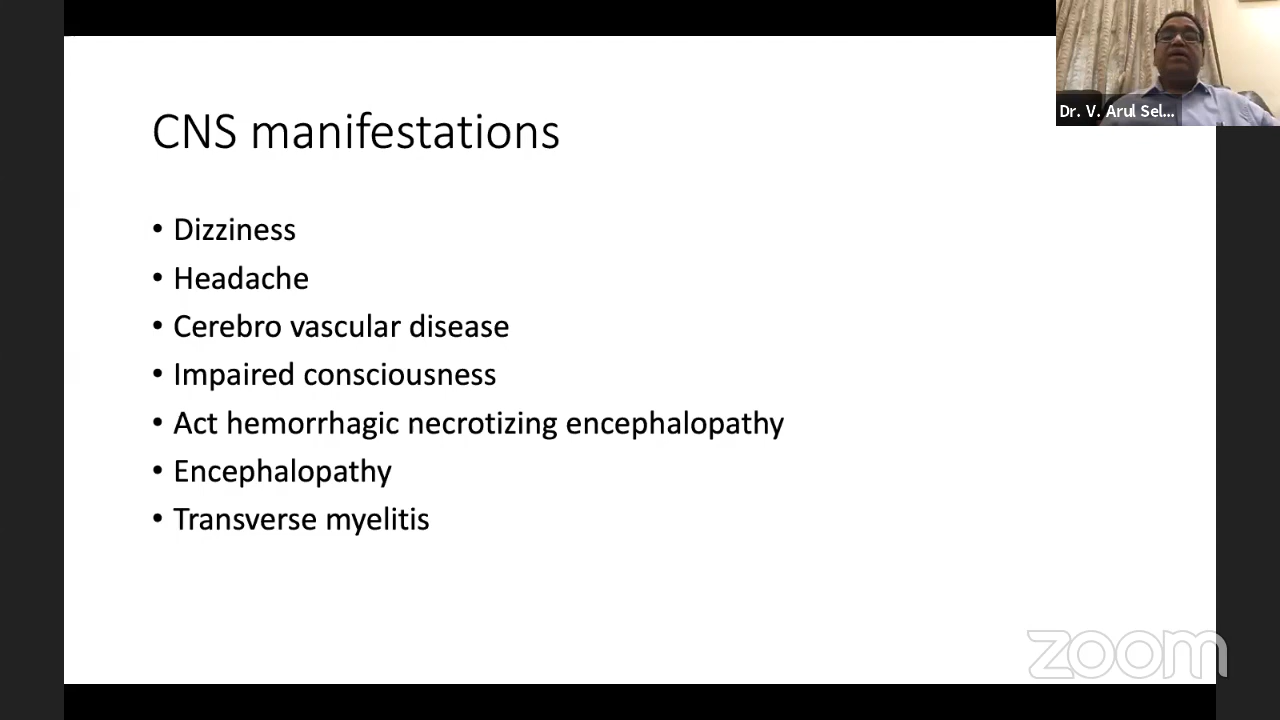 CNS manifestations
• Dizziness
• Headache
• Cerebro vascular disease
• Impaired consciousness
• Act hemorrhagic necrotizing encephalopathy
• Encephalopathy
• Transverse myelitis
Dr. V. Arul Sel...
zoom